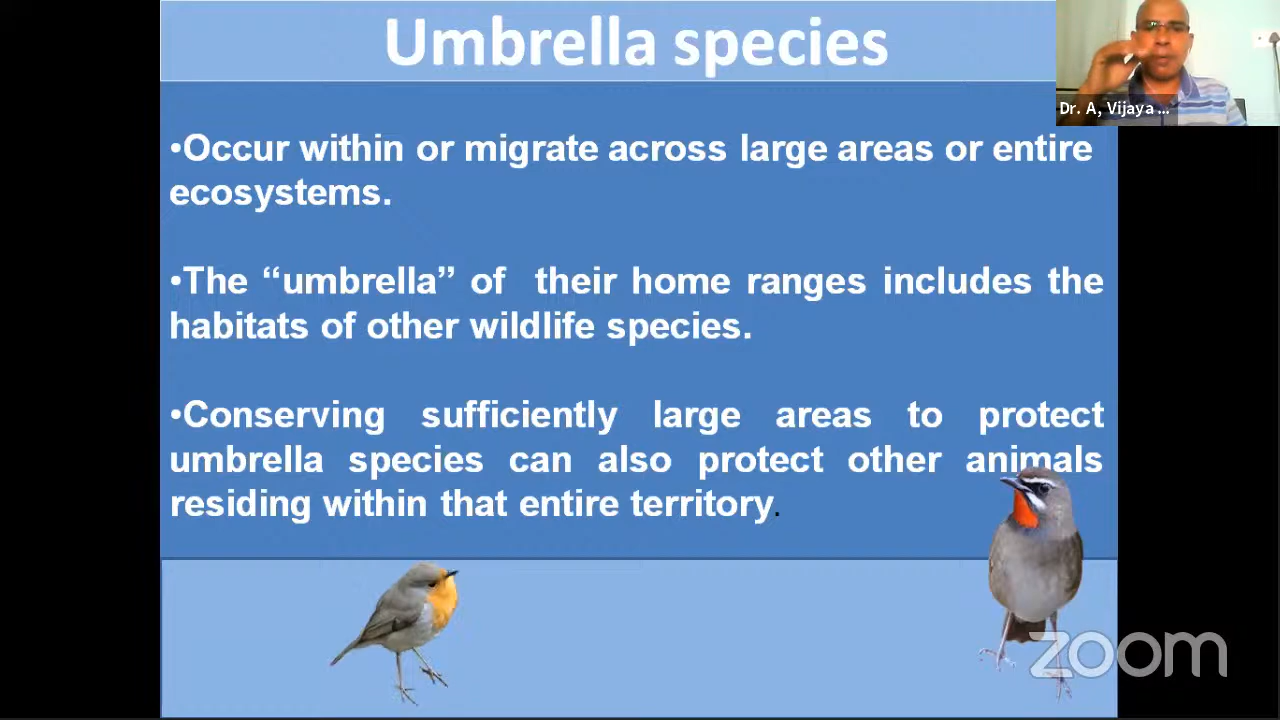 Umbrella species
Dr. A, Vijaya ...
•Occur within or migrate across large areas or entire
ecosystems.
•The “umbrella” of their home ranges includes the
habitats of other wildlife species.
•Conserving sufficiently large areas to protect
umbrella species can also protect other animals
residing within that entire territory.
zoom